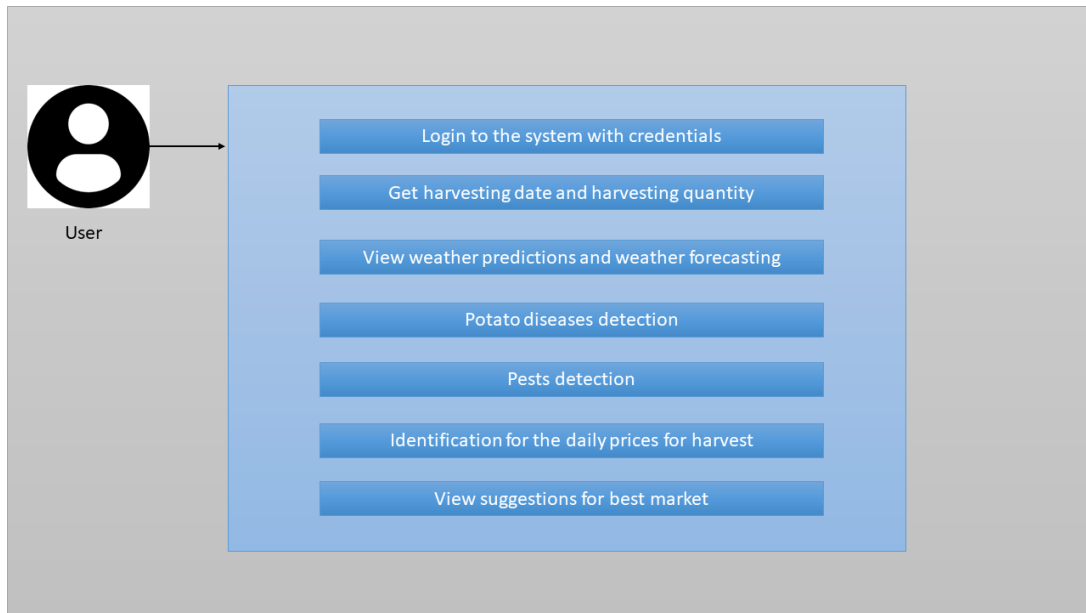 Login to the system with credentials
Get harvesting date and harvesting quantity
User
View weather predictions and weather forecasting
Potato diseases detection
Pests detection
Identification for the daily prices for harvest
View suggestions for best market